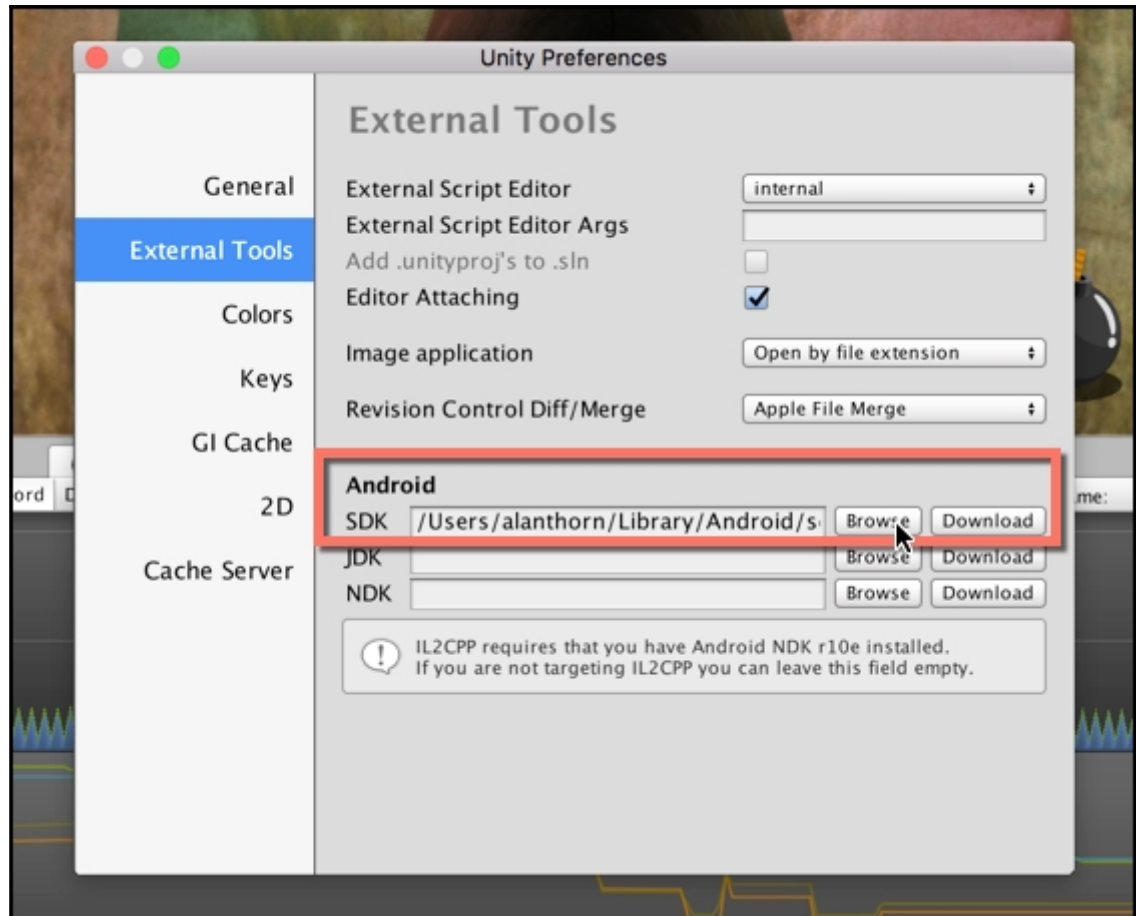 Unity Preferences
External Tools
General
External Tools
Colors
Keys
GI Cache
2D
Cache Server
External Script Editor internal
External Script Editor Args
Add .unityproj's to .sln
Editor Attaching
Image application Open by file extension
Revision Control Diff/Merge Apple File Merge
Android
SDK /Users/alanthorn/Library/Android/s Browse Download
JDK Browse Download
NDK Browse Download
IL2CPP requires that you have Android NDK r10e installed.
If you are not targeting IL2CPP you can leave this field empty.
ord
me: